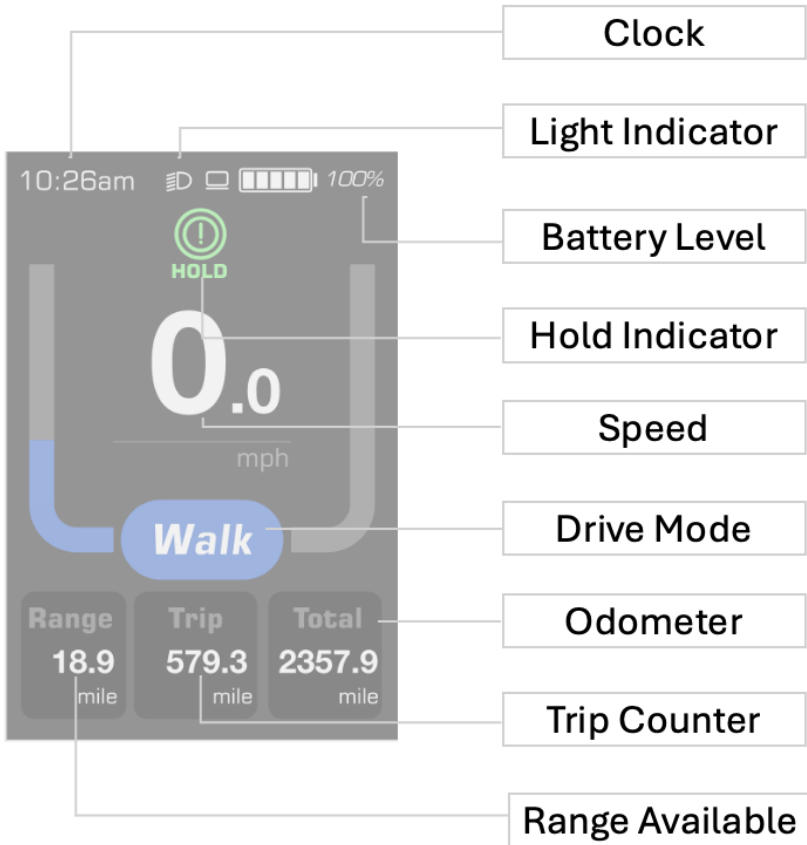 Clock
Light Indicator
10:26am 100%
Battery Level
HOLD
Hold Indicator
0.0
Speed
mph
Walk
Drive Mode
Range Trip Total
Odometer
18.9 579.3 2357.9
mile mile mile
Trip Counter
Range Available